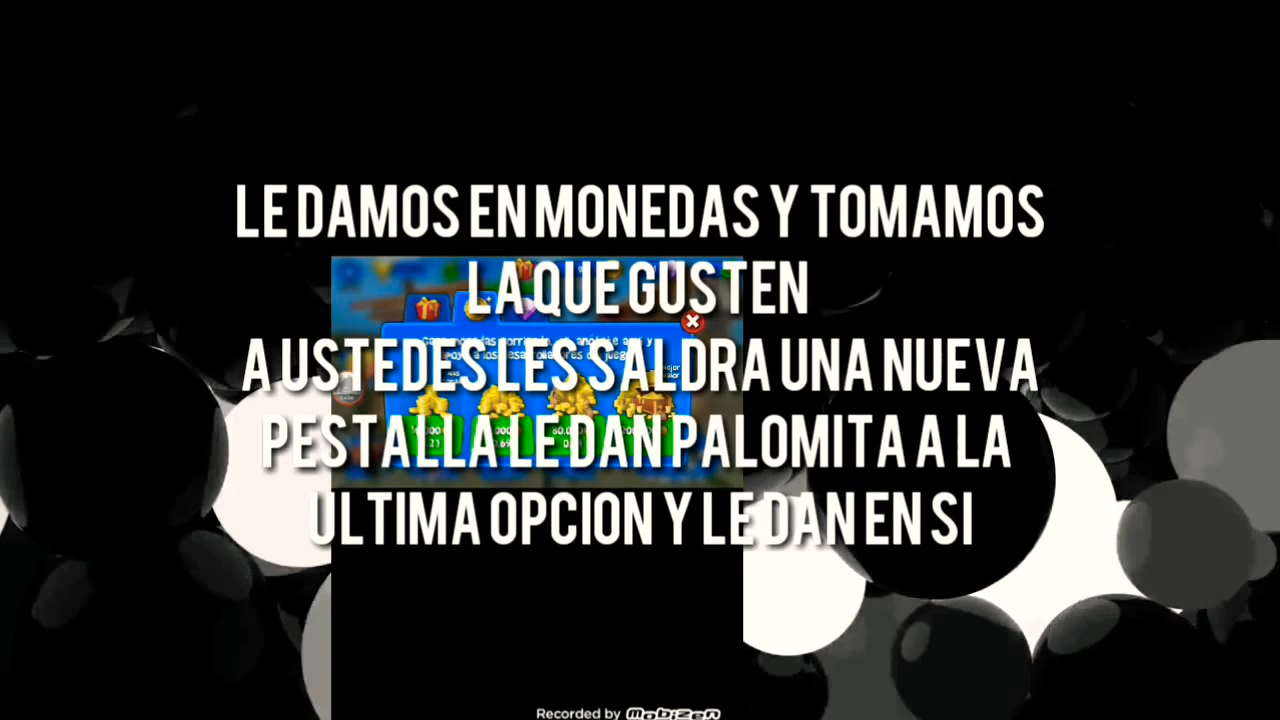 LE DAMOS EN MONEDAS Y TOMAMOS
LA QUE GUSTEN
A USTEDES LES SALDRA UNA NUEVA
PESTALLA LE DAN PALOMITA A LA
ULTIMA OPCION Y LE DAN EN SI
Recorded by Mobizen